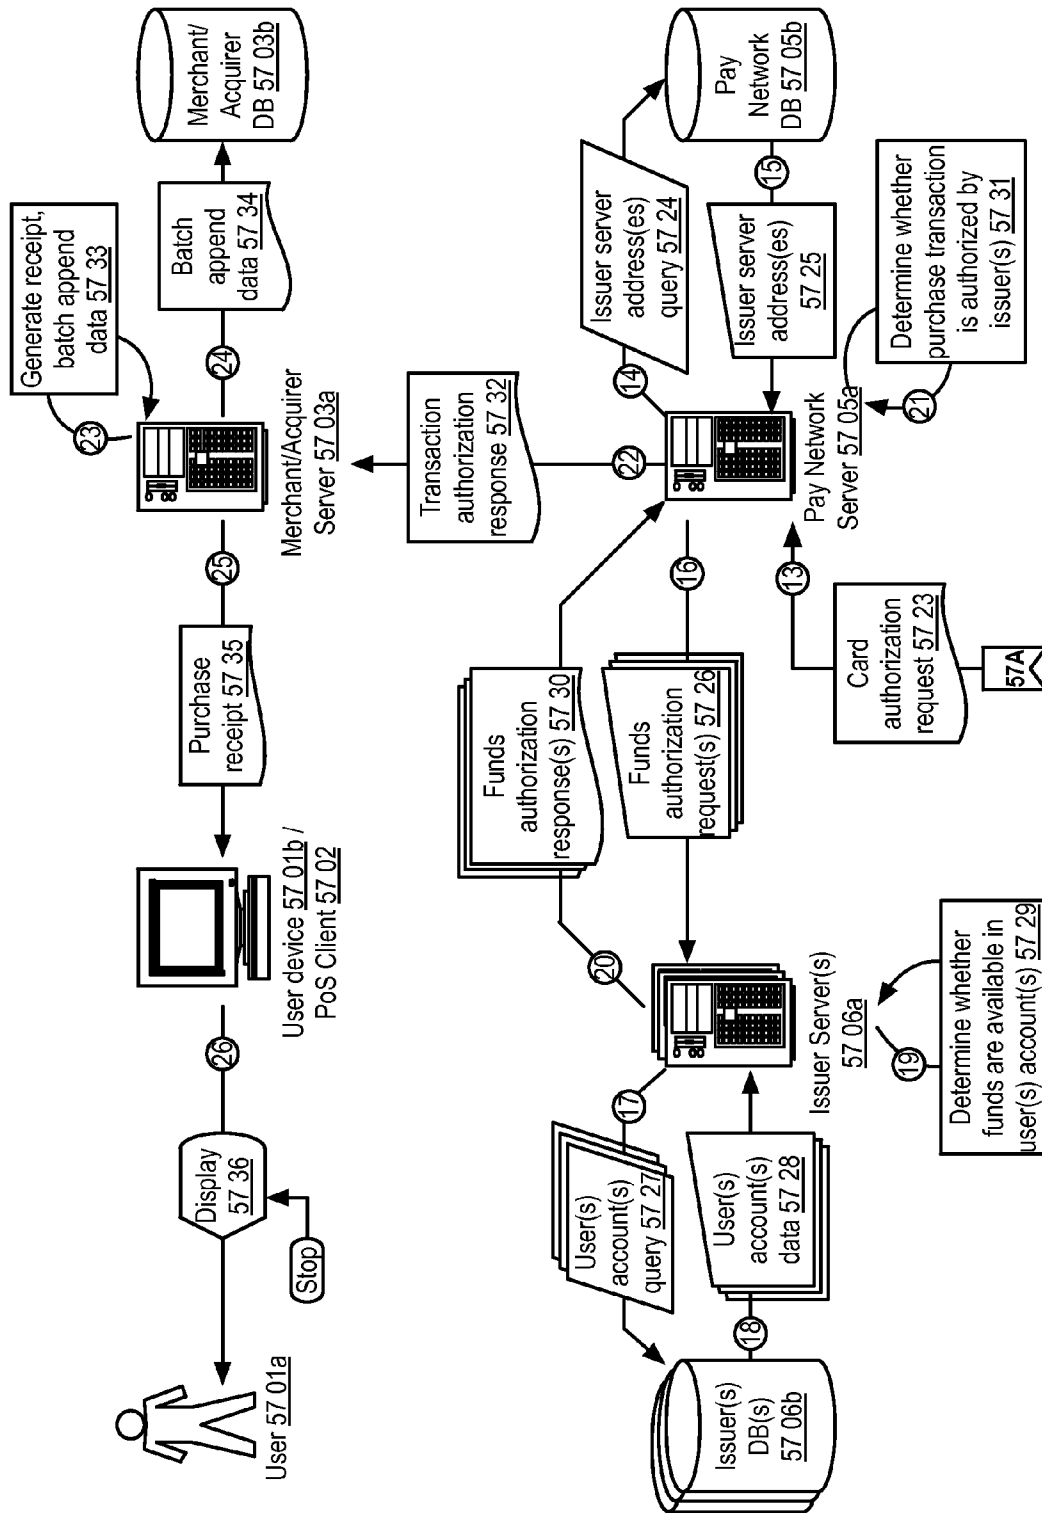 User 57 01a
Display
57 36
Stop
26
User device 57 01b /
PoS Client 57 02
Purchase
receipt 57 35
25
Merchant/Acquirer
Server 57 03a
23
Generate receipt,
batch append
data 57 33
24
Batch
append
data 57 34
Merchant/
Acquirer
DB 57 03b
Issuer(s)
DB(s)
57 06b
User(s)
account(s)
query 57 27
17
18
User(s)
account(s)
data 57 28
Issuer Server(s)
57 06a
19
Determine whether
funds are available in
user(s) account(s) 57 29
20
Funds
authorization
response(s) 57 30
Funds
authorization
request(s) 57 26
16
Transaction
authorization
response 57 32
22
Card
authorization
request 57 23
57A
13
Pay Network
Server 57 05a
14
Issuer server
address(es)
query 57 24
Issuer server
address(es)
57 25
15
Pay
Network
DB 57 05b
21
Determine whether
purchase transaction
is authorized by
issuer(s) 57 31